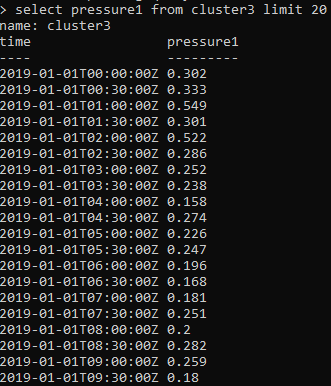 > select pressure1 from cluster3 limit 20
name: cluster3
time pressure1
---- ---------
2019-01-01T00:00:00Z 0.302
2019-01-01T00:30:00Z 0.333
2019-01-01T01:00:00Z 0.549
2019-01-01T01:30:00Z 0.301
2019-01-01T02:00:00Z 0.522
2019-01-01T02:30:00Z 0.286
2019-01-01T03:00:00Z 0.252
2019-01-01T03:30:00Z 0.238
2019-01-01T04:00:00Z 0.158
2019-01-01T04:30:00Z 0.274
2019-01-01T05:00:00Z 0.226
2019-01-01T05:30:00Z 0.247
2019-01-01T06:00:00Z 0.196
2019-01-01T06:30:00Z 0.168
2019-01-01T07:00:00Z 0.181
2019-01-01T07:30:00Z 0.251
2019-01-01T08:00:00Z 0.2
2019-01-01T08:30:00Z 0.282
2019-01-01T09:00:00Z 0.259
2019-01-01T09:30:00Z 0.18